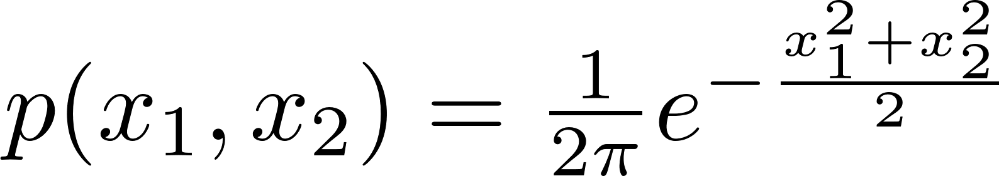 p(x_1, x_2) = \frac{1}{2\pi} e^{-\frac{x_1^2 + x_2^2}{2}}